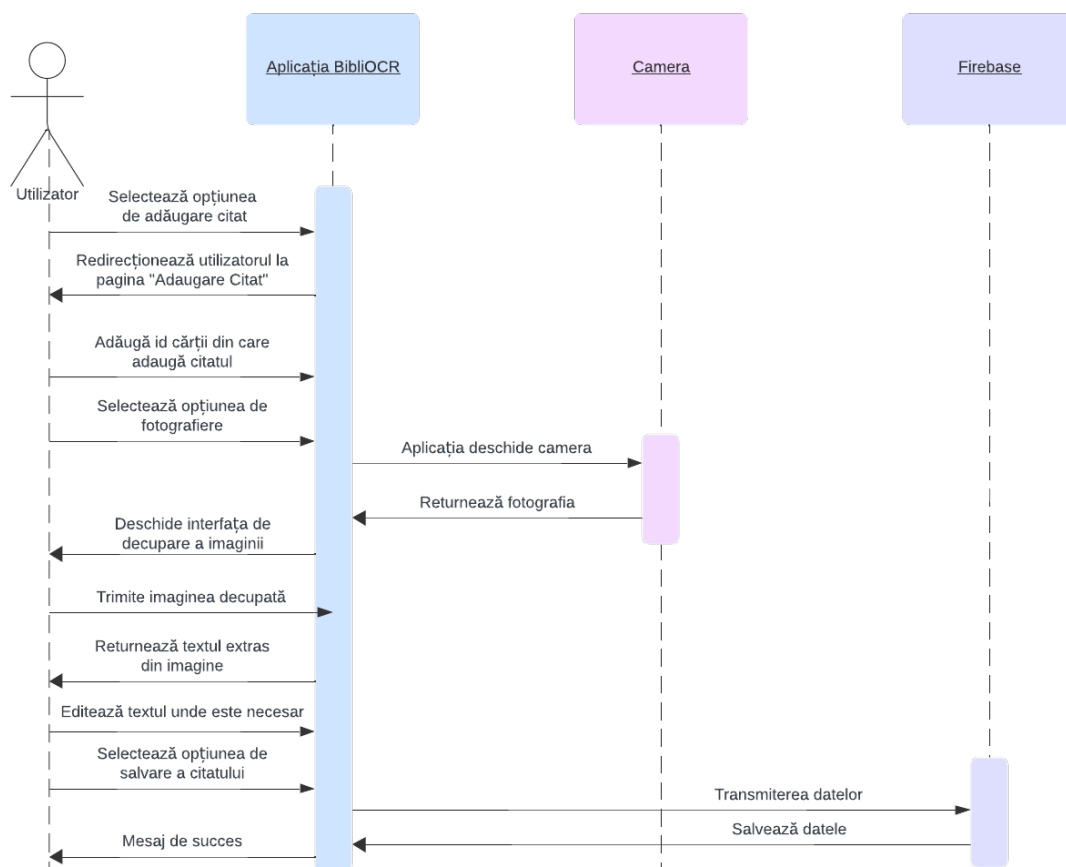 Aplicația BibliOCR
Camera
Firebase
Utilizator
Selectează opțiunea
de adăugare citat
Redirecționează utilizatorul la
pagina "Adaugare Citat"
Adăugă id cărții din care
adaugă citatul
Selectează opțiunea de
fotografiere
Aplicația deschide camera
Returnează fotografia
Deschide interfața de
decupare a imaginii
Trimite imaginea decupată
Returnează textul extras
din imagine
Editează textul unde este necesar
Selectează opțiunea de
salvare a citatului
Transmiterea datelor
Salvează datele
Mesaj de succes